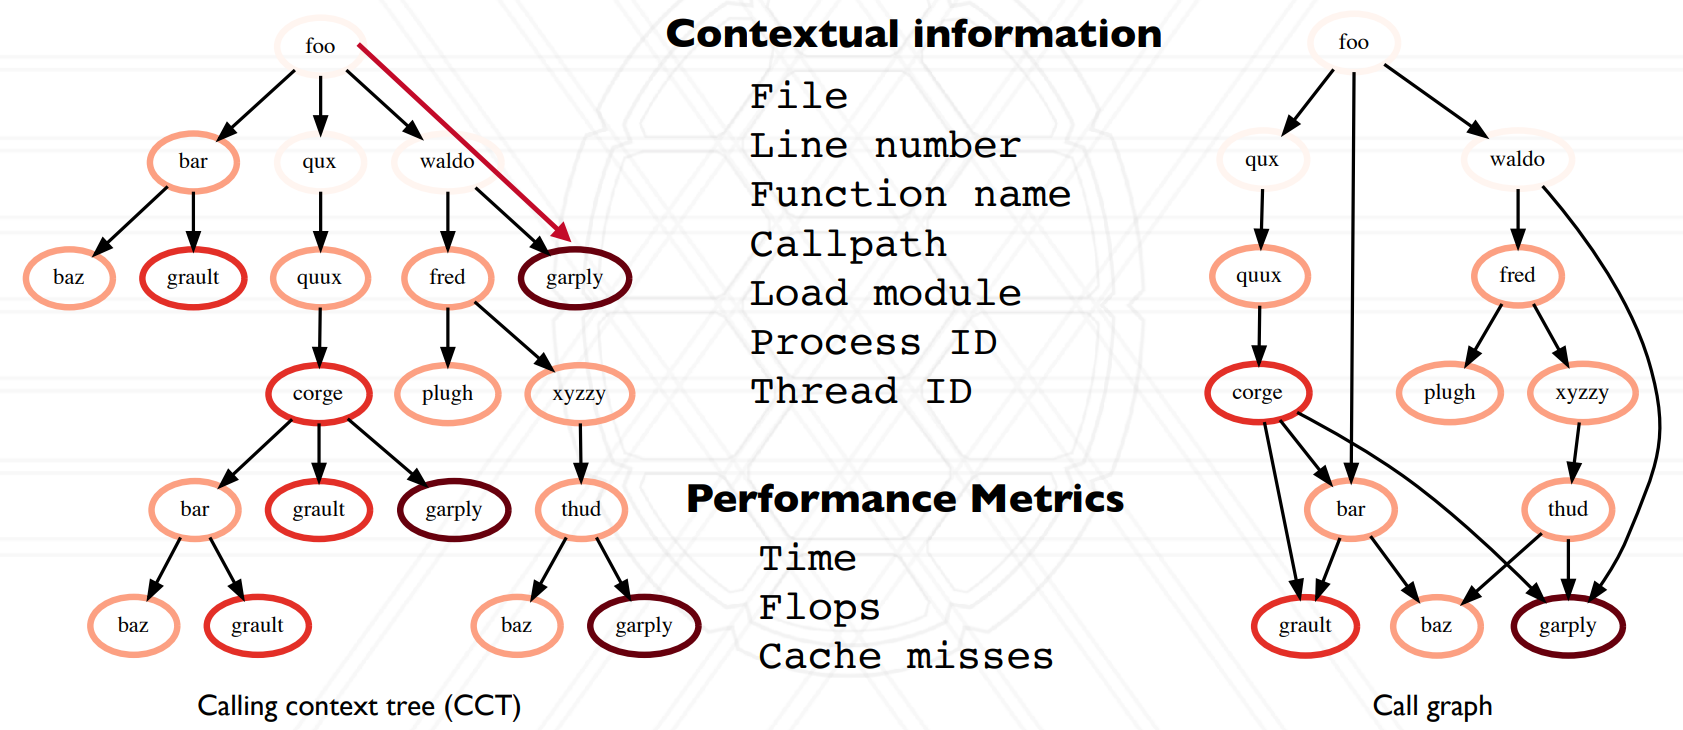 foo
bar
qux
waldo
baz
grault
quux
fred
garply
corge
plugh
xyzzy
bar
grault
garply
thud
baz
grault
baz
garply
Calling context tree (CCT)
Contextual information
File
Line number
Function name
Callpath
Load module
Process ID
Thread ID
Performance Metrics
Time
Flops
Cache misses
foo
qux
waldo
quux
fred
corge
plugh
xyzzy
bar
thud
grault
baz
garply
Call graph